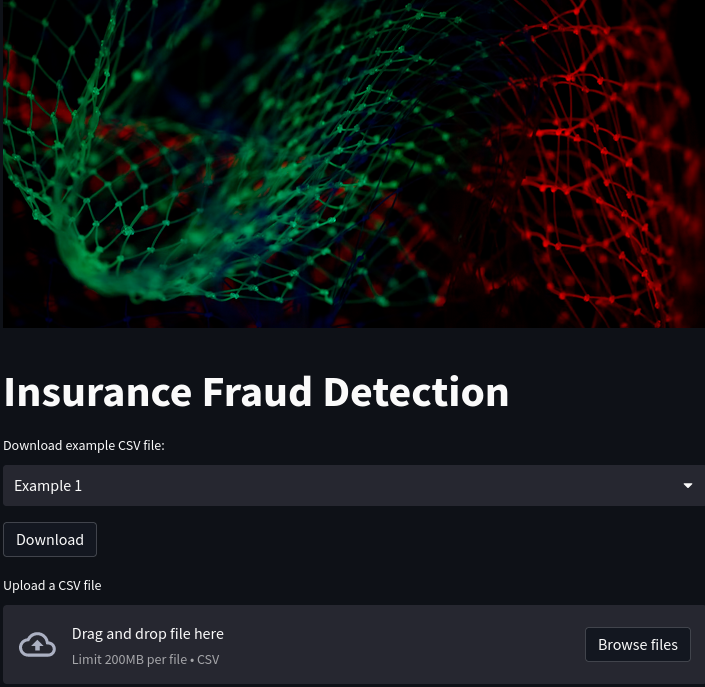 Insurance Fraud Detection
Download example CSV file:
Example 1
Download
Upload a CSV file
Drag and drop file here
Limit 200MB per file • CSV
Browse files